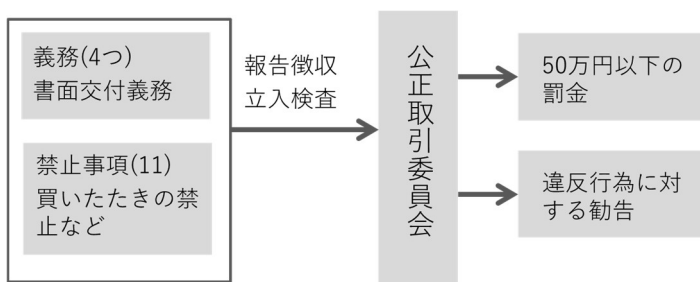 義務(4つ)
書面交付義務
禁止事項(11)
買いたたきの禁
止など
報告徴収
立入検査
公正取引委員会
50万円以下の
罰金
違反行為に対
する勧告